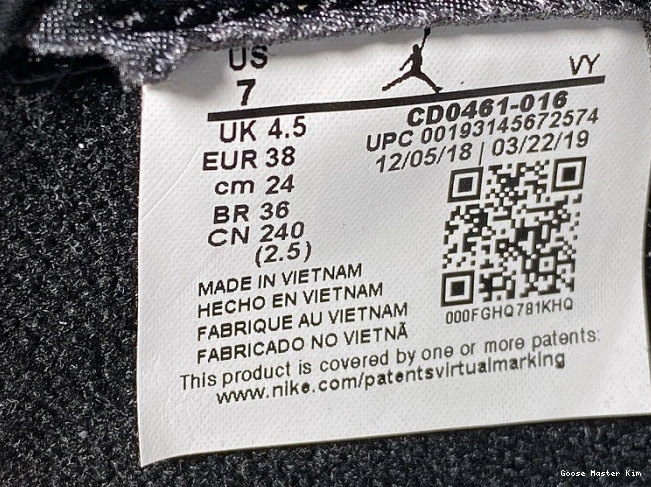 US
7
VY
CD0461-016
UPC 00193145672574
12/05/18 | 03/22/19
UK 4.5
EUR 38
cm 24
BR 36
CN 240
(2.5)
000FGHQ781KHQ
MADE IN VIETNAM
HECHO EN VIETNAM
FABRIQUE AU VIETNAM
FABRICADO NO VIETNÃ
This product is covered by one or more patents:
www.nike.com/patentsvirtualmarking
Goose Master Kim